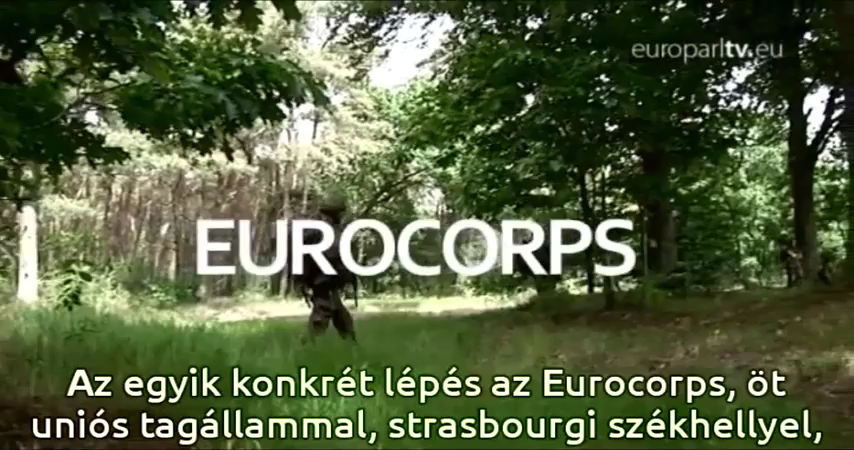 europarltv.eu
EUROCORPS
Az egyik konkrét lépés az Eurocorps, öt
uniós tagállammal, strasbourgi székhellyel,